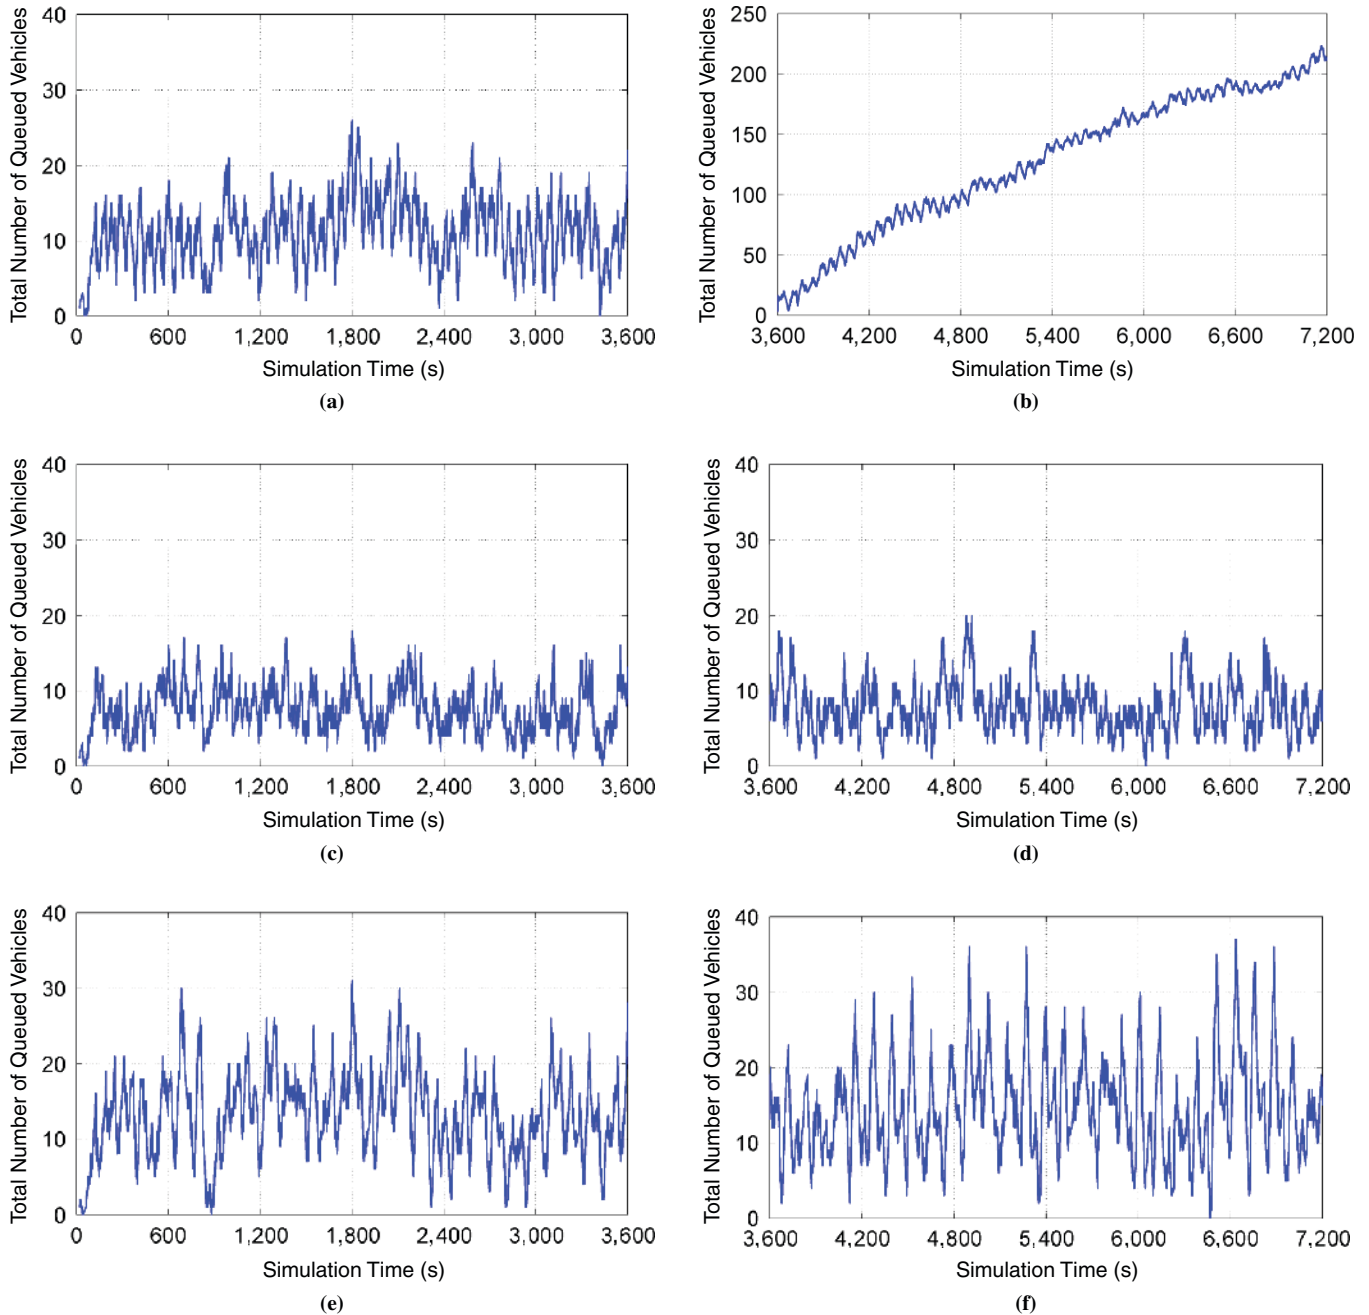 Total Number of Queued Vehicles
40
30
20
10
0
0 600 1,200 1,800 2,400 3,000 3,600
Simulation Time (s)
(a)
Total Number of Queued Vehicles
250
200
150
100
50
0
3,600 4,200 4,800 5,400 6,000 6,600 7,200
Simulation Time (s)
(b)
Total Number of Queued Vehicles
40
30
20
10
0
0 600 1,200 1,800 2,400 3,000 3,600
Simulation Time (s)
(c)
Total Number of Queued Vehicles
40
30
20
10
0
3,600 4,200 4,800 5,400 6,000 6,600 7,200
Simulation Time (s)
(d)
Total Number of Queued Vehicles
40
30
20
10
0
0 600 1,200 1,800 2,400 3,000 3,600
Simulation Time (s)
(e)
Total Number of Queued Vehicles
40
30
20
10
0
3,600 4,200 4,800 5,400 6,000 6,600 7,200
Simulation Time (s)
(f)